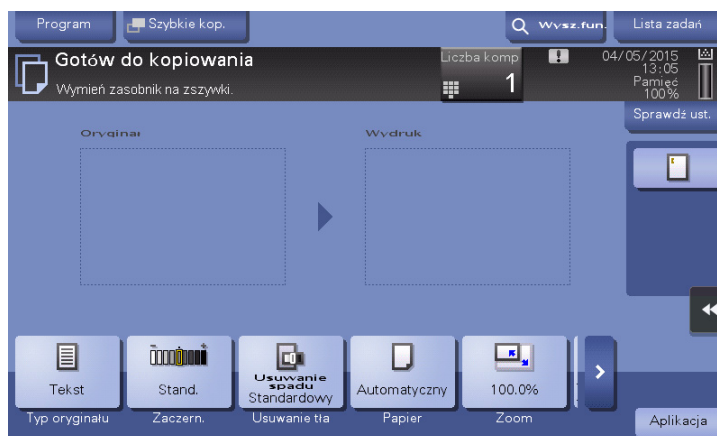 Program
Szybkie kop.
Wysz.fun.
Lista zadań
Gotów do kopiowania
Wymień zasobnik na zszywki.
Liczba komp
1
04/05/2015
13:05
Pamięć
100%
Sprawdź ust.
Oryginał
Wydruk
Tekst
Stand.
Usuwanie
spadu
Standardowy
Automatyczny
100.0%
Typ oryginału
Zaczern.
Usuwanie tła
Papier
Zoom
Aplikacja